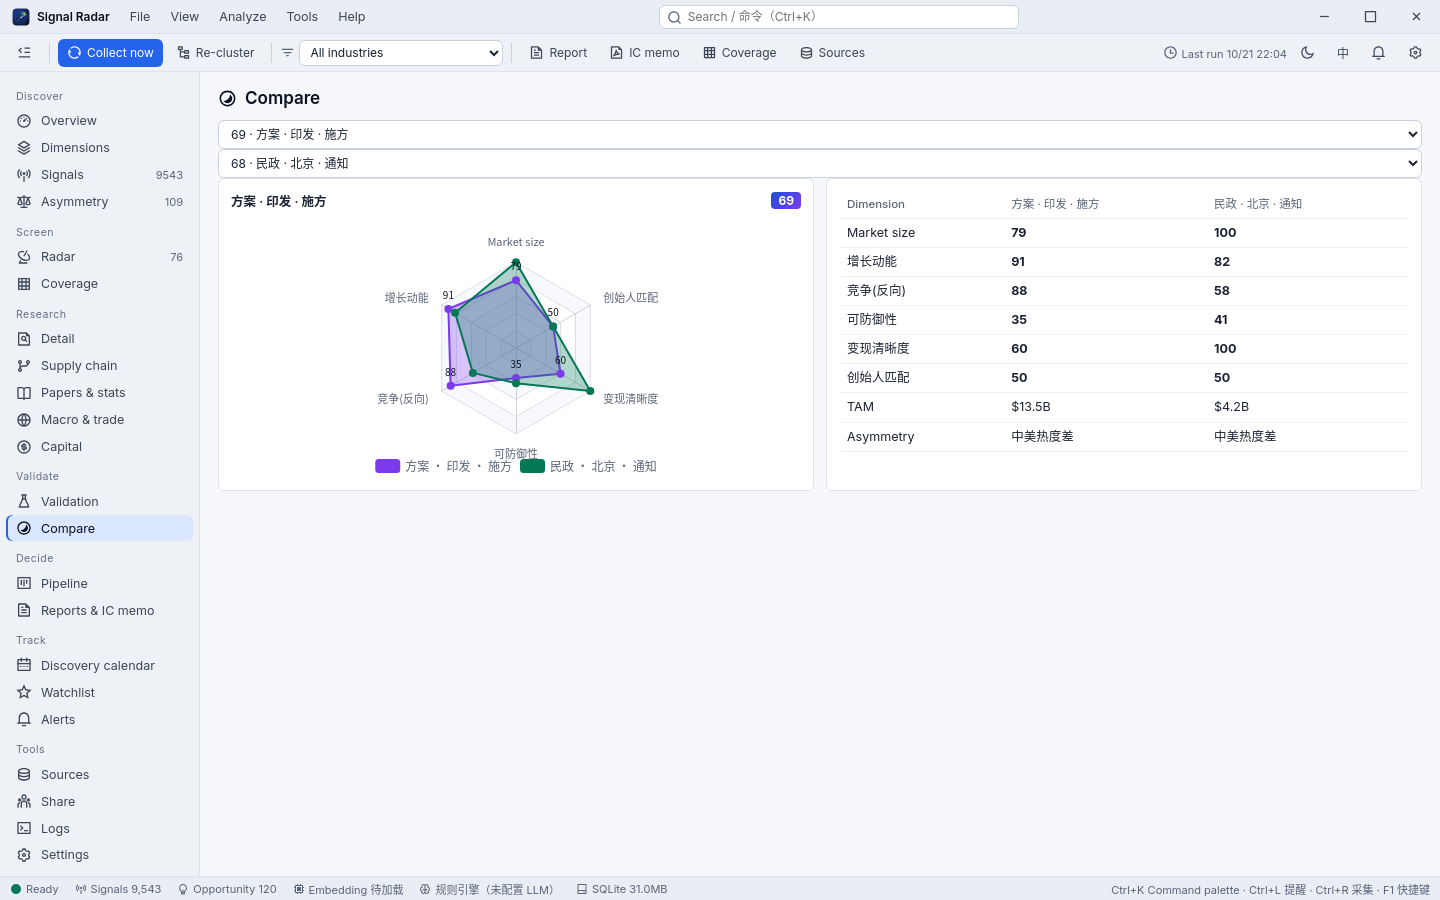 Signal Radar File View Analyze Tools Help Search / 命令（Ctrl+K）
Collect now Re-cluster All industries Report IC memo Coverage Sources Last run 10/21 22:04 中
Discover
Overview
Dimensions
Signals 9543
Asymmetry 109
Screen
Radar 76
Coverage
Research
Detail
Supply chain
Papers & stats
Macro & trade
Capital
Validate
Validation
Compare
Decide
Pipeline
Reports & IC memo
Track
Discovery calendar
Watchlist
Alerts
Tools
Sources
Share
Logs
Settings
Compare
69 · 方案 · 印发 · 施方
68 · 民政 · 北京 · 通知
方案 · 印发 · 施方 69
Market size
79
增长动能 91
创始人匹配
50
60
35
88
竞争(反向)
变现清晰度
可防御性
方案 · 印发 · 施方 民政 · 北京 · 通知
Dimension 方案 · 印发 · 施方 民政 · 北京 · 通知
Market size 79 100
增长动能 91 82
竞争(反向) 88 58
可防御性 35 41
变现清晰度 60 100
创始人匹配 50 50
TAM $13.5B $4.2B
Asymmetry 中美热度差 中美热度差
Ready Signals 9,543 Opportunity 120 Embedding 待加载 规则引擎（未配置 LLM） SQLite 31.0MB Ctrl+K Command palette · Ctrl+L 提醒 · Ctrl+R 采集 · F1 快捷键